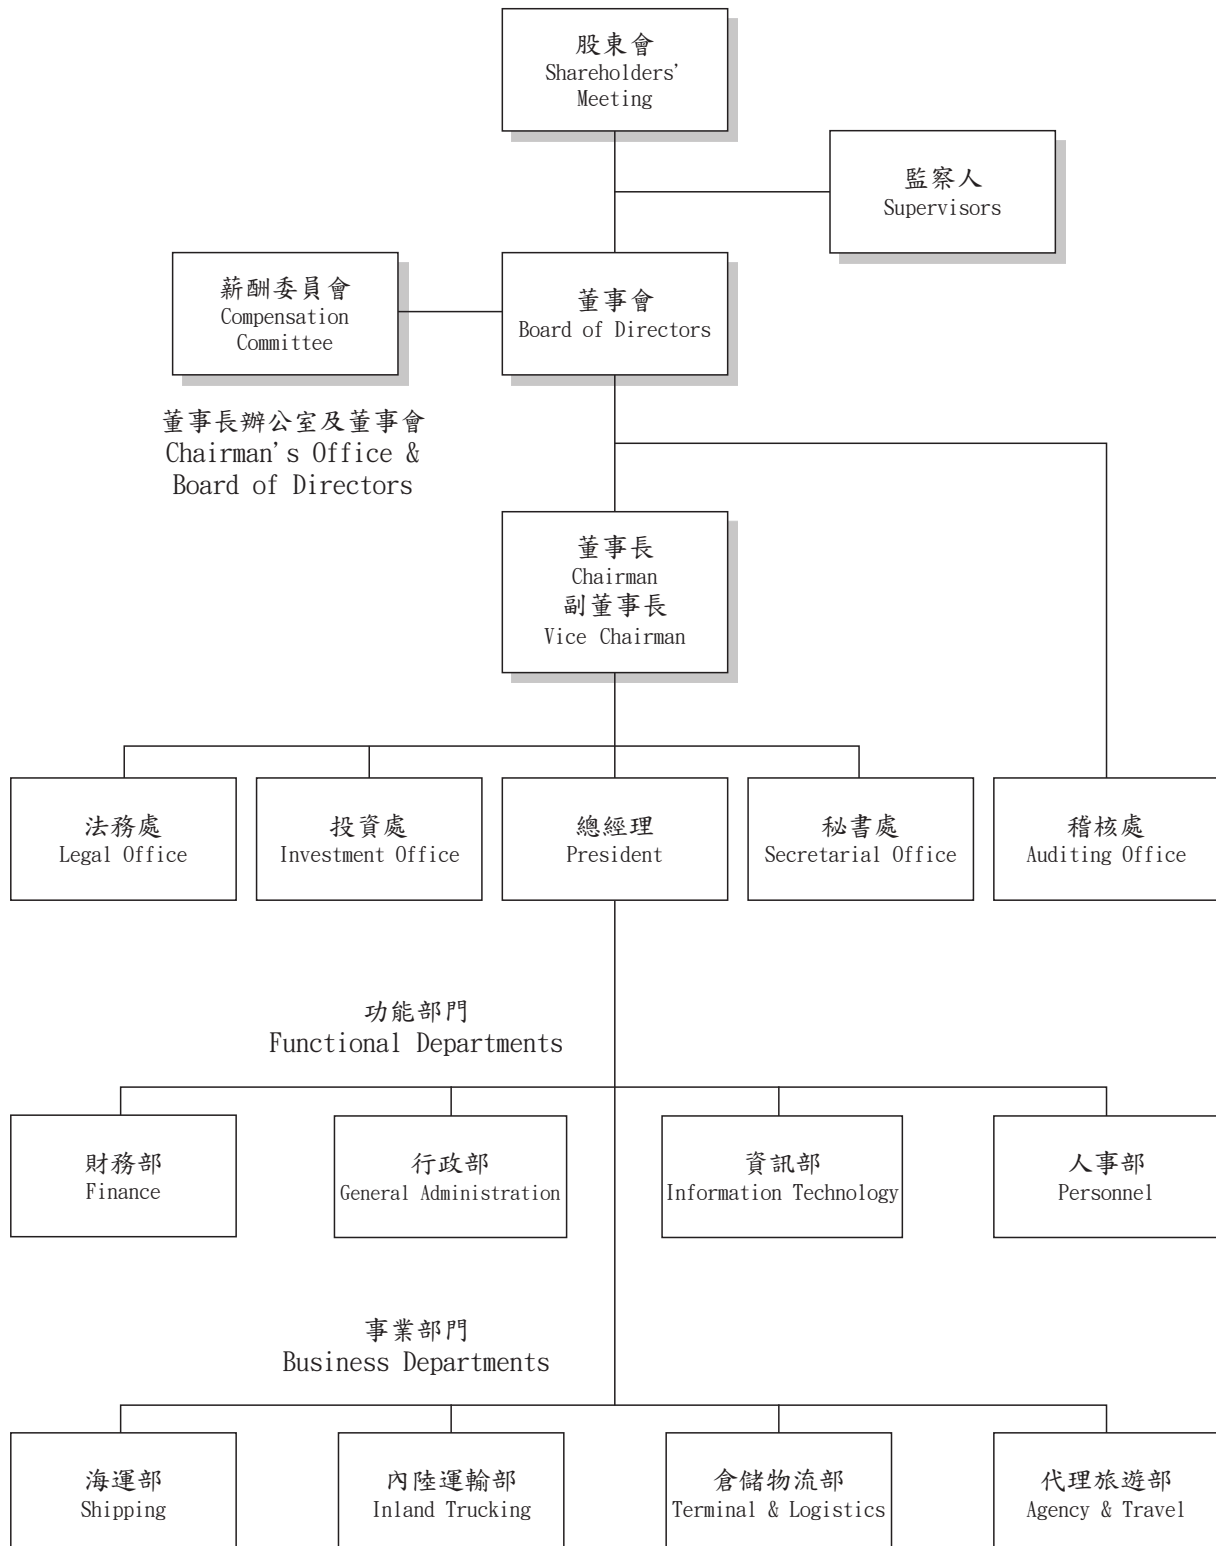 股東會
Shareholders'
Meeting
監察人
Supervisors
薪酬委員會
Compensation
Committee
董事會
Board of Directors
董事長辦公室及董事會
Chairman's Office &
Board of Directors
董事長
Chairman
副董事長
Vice Chairman
法務處
Legal Office
投資處
Investment Office
總經理
President
秘書處
Secretarial Office
稽核處
Auditing Office
功能部門
Functional Departments
財務部
Finance
行政部
General Administration
資訊部
Information Technology
人事部
Personnel
事業部門
Business Departments
海運部
Shipping
內陸運輸部
Inland Trucking
倉儲物流部
Terminal & Logistics
代理旅遊部
Agency & Travel